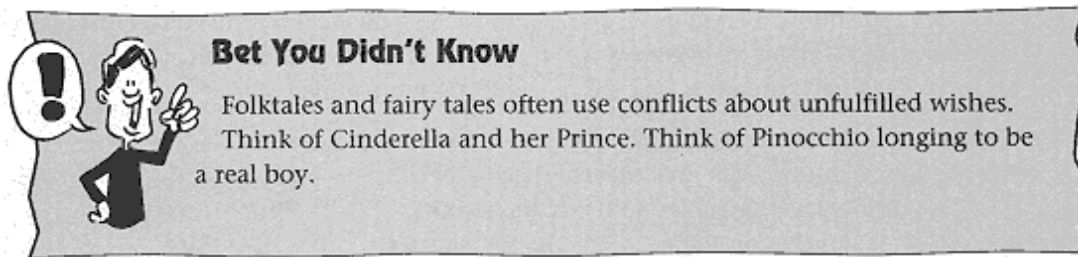 !
Bet You Didn't Know
Folktales and fairy tales often use conflicts about unfulfilled wishes.
Think of Cinderella and her Prince. Think of Pinocchio longing to be
a real boy.